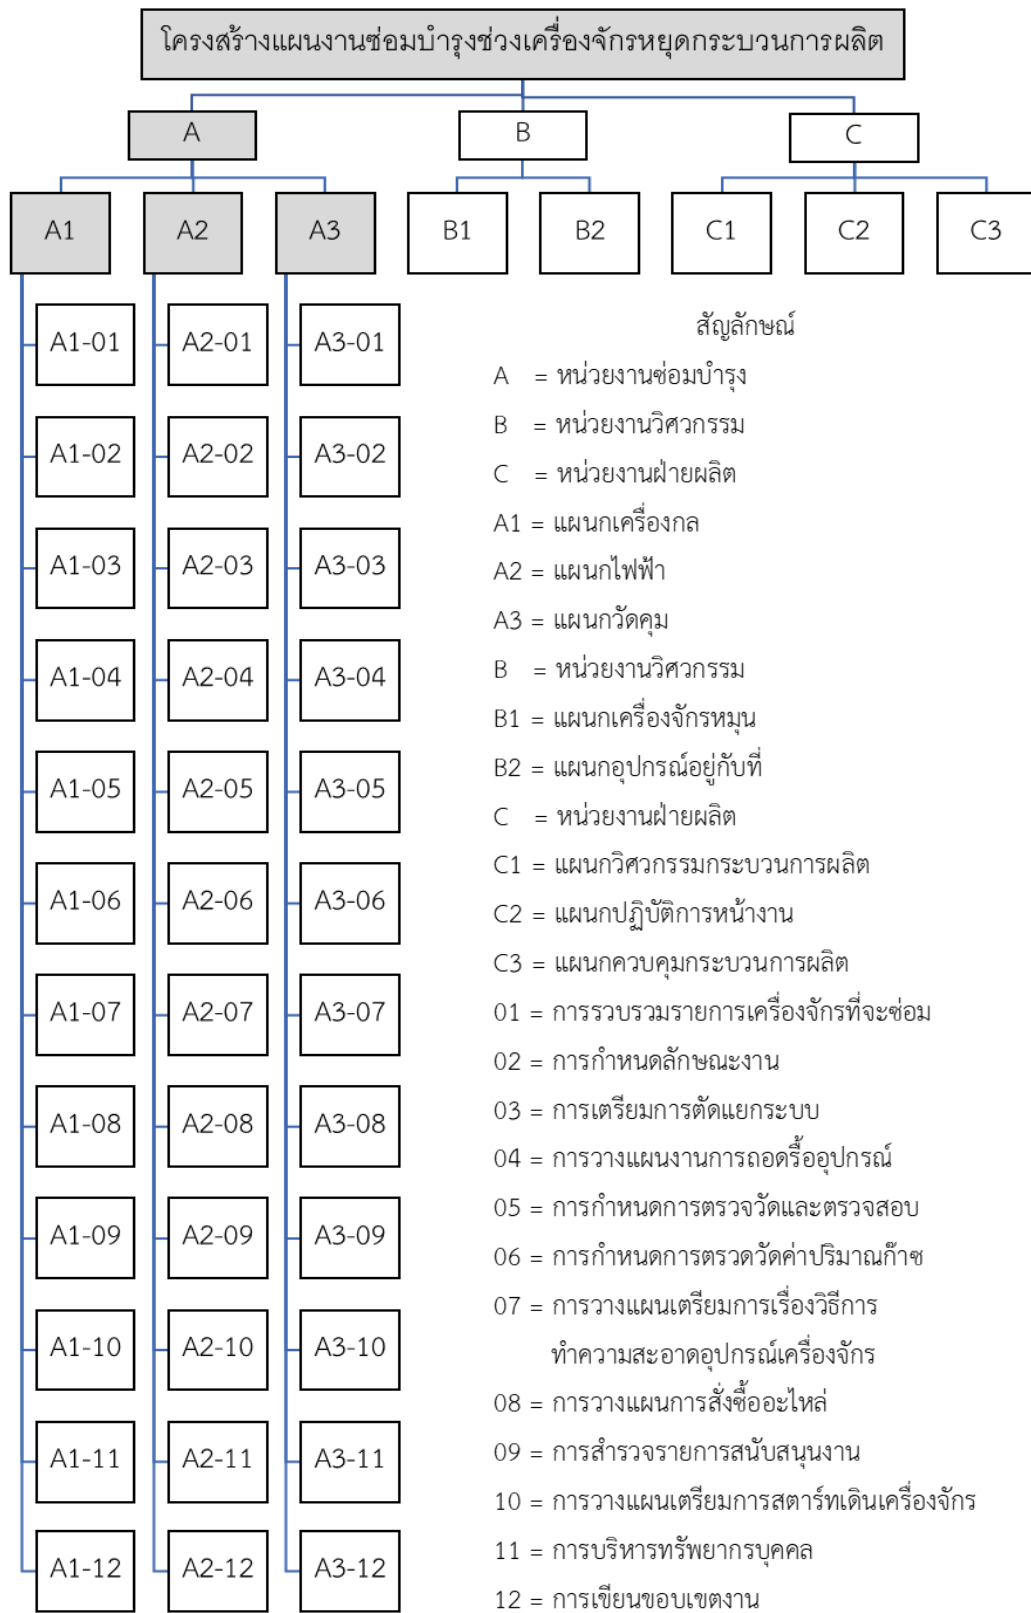 โครงสร้างแผนงานซ่อมบำรุงช่วงเครื่องจักรหยุดกระบวนการผลิต
A B C
A1 A2 A3 B1 B2 C1 C2 C3
A1-01 A2-01 A3-01
A1-02 A2-02 A3-02
A1-03 A2-03 A3-03
A1-04 A2-04 A3-04
A1-05 A2-05 A3-05
A1-06 A2-06 A3-06
A1-07 A2-07 A3-07
A1-08 A2-08 A3-08
A1-09 A2-09 A3-09
A1-10 A2-10 A3-10
A1-11 A2-11 A3-11
A1-12 A2-12 A3-12
สัญลักษณ์
A = หน่วยงานซ่อมบำรุง
B = หน่วยงานวิศวกรรม
C = หน่วยงานฝ่ายผลิต
A1 = แผนกเครื่องกล
A2 = แผนกไฟฟ้า
A3 = แผนกวัดคุม
B = หน่วยงานวิศวกรรม
B1 = แผนกเครื่องจักรหมุน
B2 = แผนกอุปกรณ์อยู่กับที่
C = หน่วยงานฝ่ายผลิต
C1 = แผนกวิศวกรรมกระบวนการผลิต
C2 = แผนกปฏิบัติการหน้างาน
C3 = แผนกควบคุมกระบวนการผลิต
01 = การรวบรวมรายการเครื่องจักรที่จะซ่อม
02 = การกำหนดลักษณะงาน
03 = การเตรียมการตัดแยกระบบ
04 = การวางแผนงานการถอดรื้ออุปกรณ์
05 = การกำหนดการตรวจวัดและตรวจสอบ
06 = การกำหนดการตรวดวัดค่าปริมาณก๊าซ
07 = การวางแผนเตรียมการเรื่องวิธีการ
ทำความสะอาดอุปกรณ์เครื่องจักร
08 = การวางแผนการสั่งซื้ออะไหล่
09 = การสำรวจรายการสนับสนุนงาน
10 = การวางแผนเตรียมการสตาร์ทเดินเครื่องจักร
11 = การบริหารทรัพยากรบุคคล
12 = การเขียนขอบเขตงาน